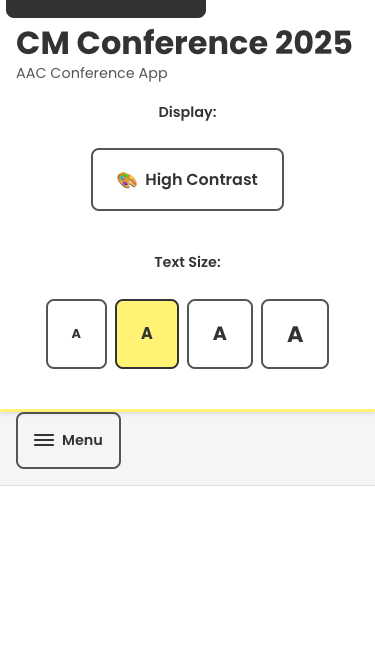 CM Conference 2025
AAC Conference App
Display:
High Contrast
Text Size:
A A A A
Menu